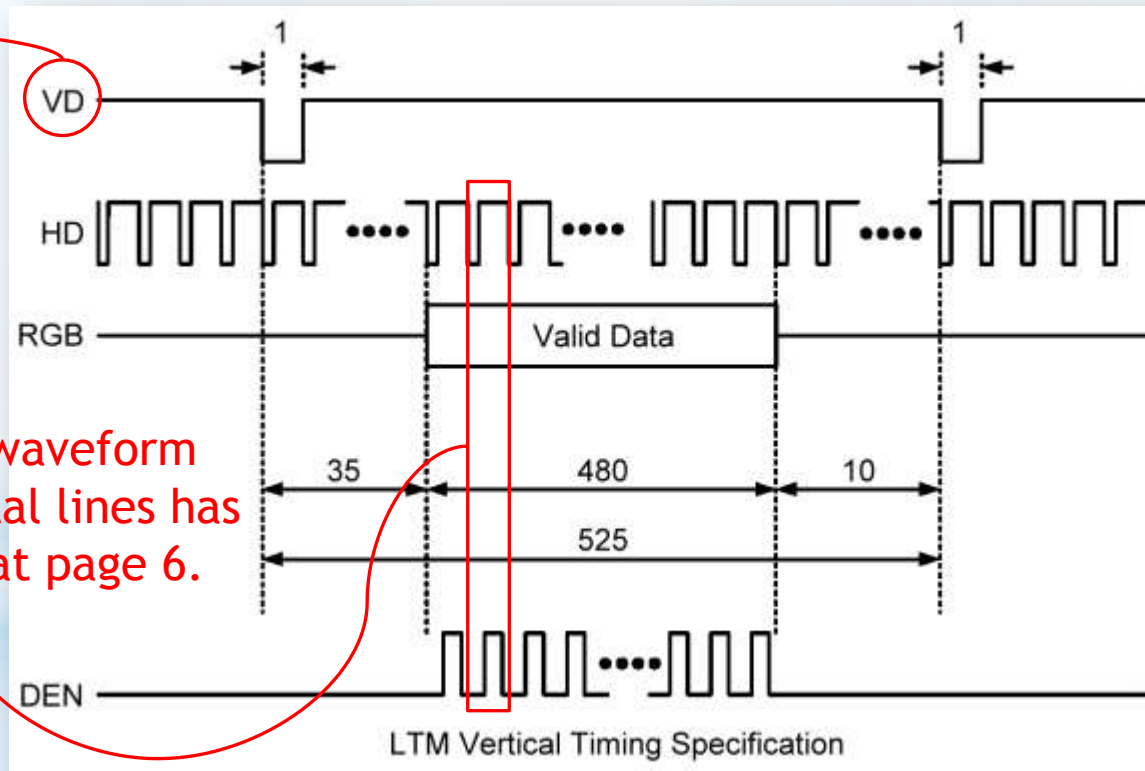 1
1
VD
HD
RGB
Valid Data
waveform
al lines has
at page 6.
35
480
10
525
DEN
LTM Vertical Timing Specification